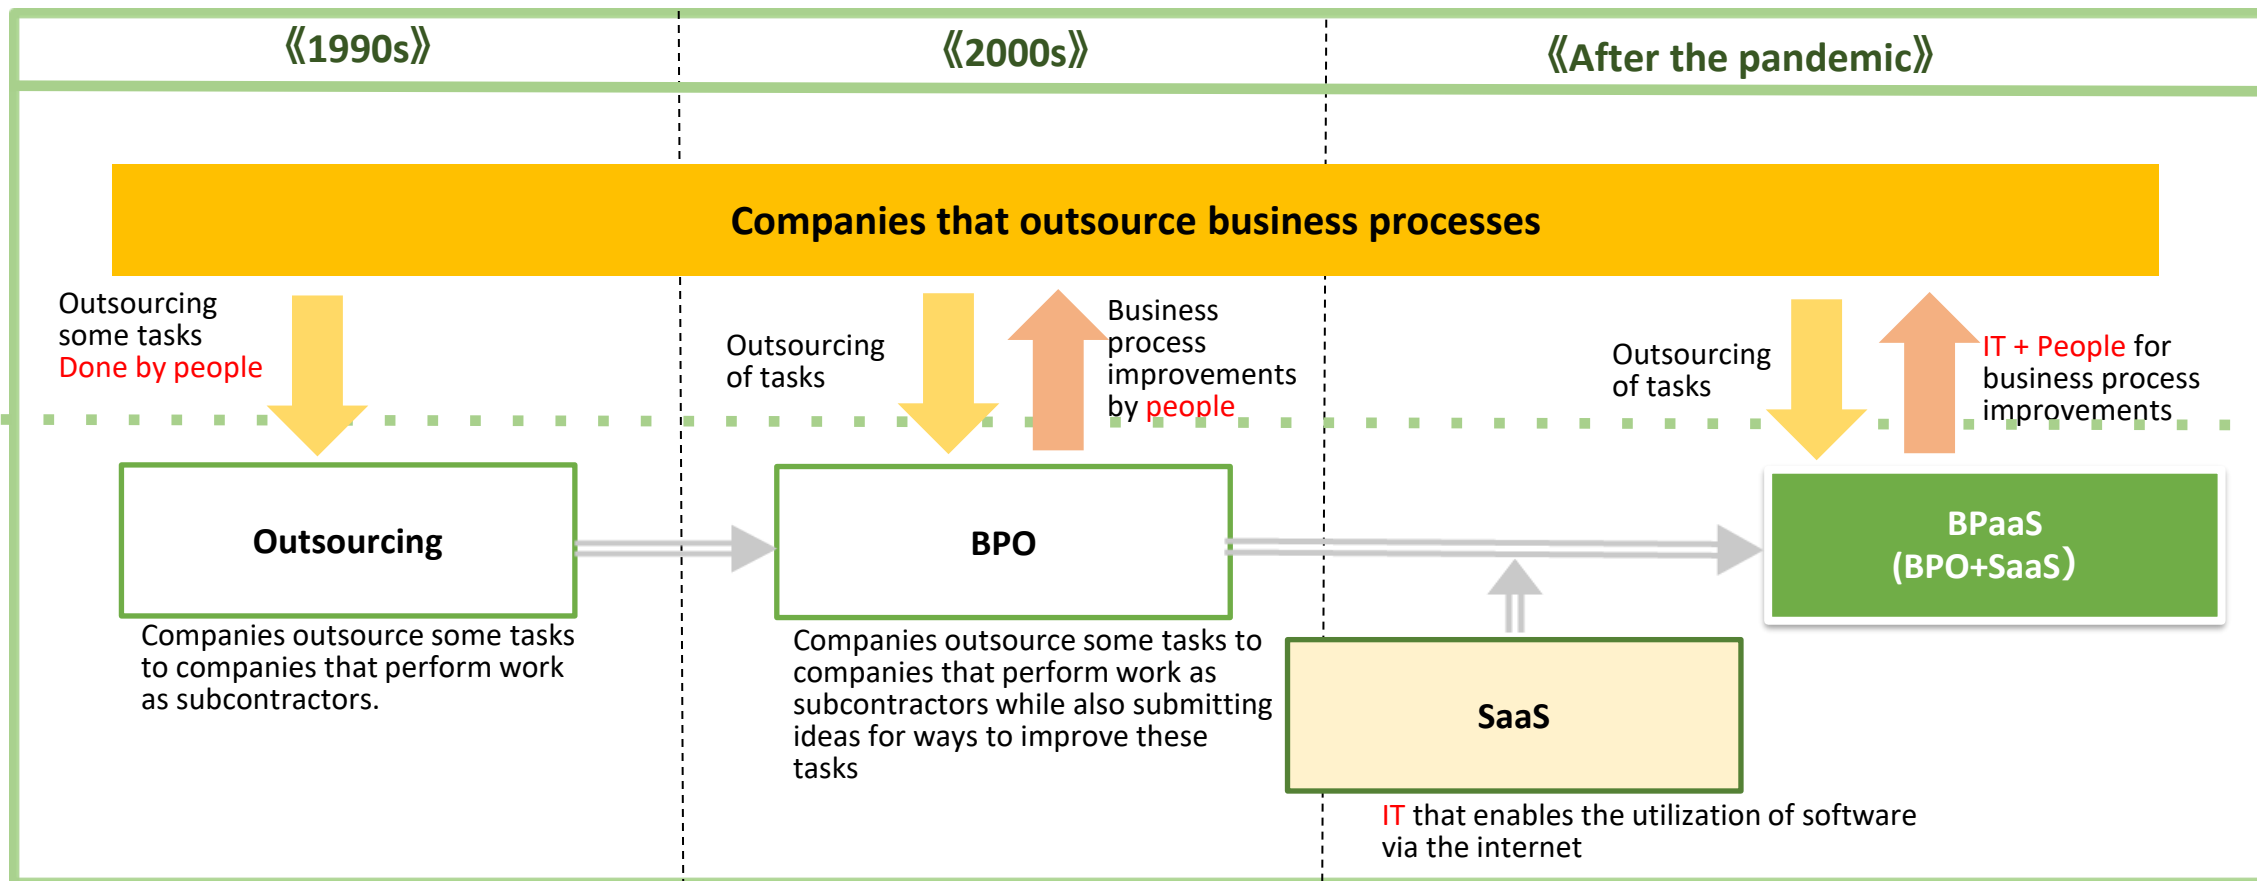 《1990s》
《2000s》
《After the pandemic》
Companies that outsource business processes
Outsourcing
some tasks
Done by people
Outsourcing
of tasks
Business
process
improvements
by people
Outsourcing
of tasks
IT + People for
business process
improvements
Outsourcing
BPO
BPaaS
(BPO+SaaS）
Companies outsource some tasks
to companies that perform work
as subcontractors.
Companies outsource some tasks to
companies that perform work as
subcontractors while also submitting
ideas for ways to improve these
tasks
SaaS
IT that enables the utilization of software
via the internet